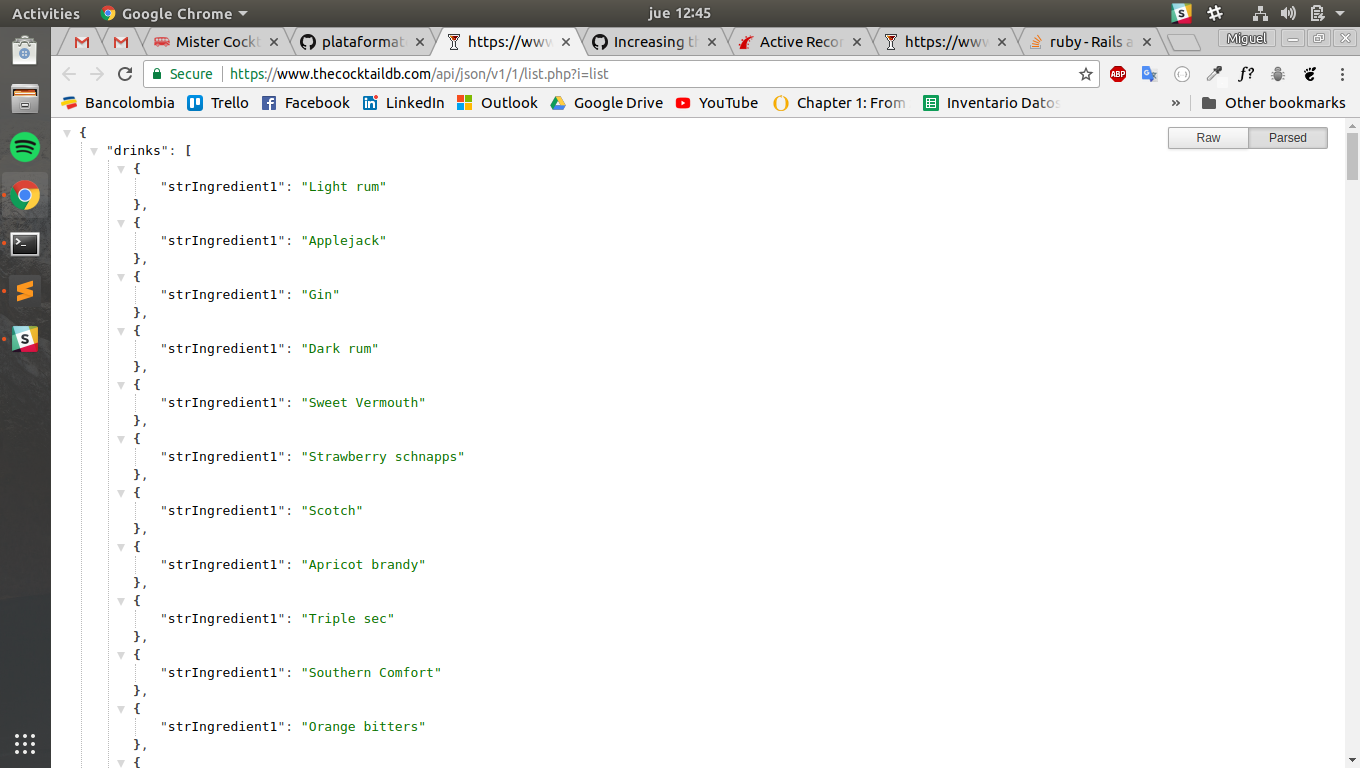 Activities Google Chrome jue 12:45
Mister Cockt plataformat https://www Increasing th Active Recor https://www ruby - Rails a Miguel
Secure https://www.thecocktaildb.com/api/json/v1/1/list.php?i=list ABP f?
Bancolombia Trello Facebook LinkedIn Outlook Google Drive YouTube Chapter 1: From Inventario Datos » Other bookmarks
Raw Parsed
{
"drinks": [
{
"strIngredient1": "Light rum"
},
{
"strIngredient1": "Applejack"
},
{
"strIngredient1": "Gin"
},
{
"strIngredient1": "Dark rum"
},
{
"strIngredient1": "Sweet Vermouth"
},
{
"strIngredient1": "Strawberry schnapps"
},
{
"strIngredient1": "Scotch"
},
{
"strIngredient1": "Apricot brandy"
},
{
"strIngredient1": "Triple sec"
},
{
"strIngredient1": "Southern Comfort"
},
{
"strIngredient1": "Orange bitters"
},
{